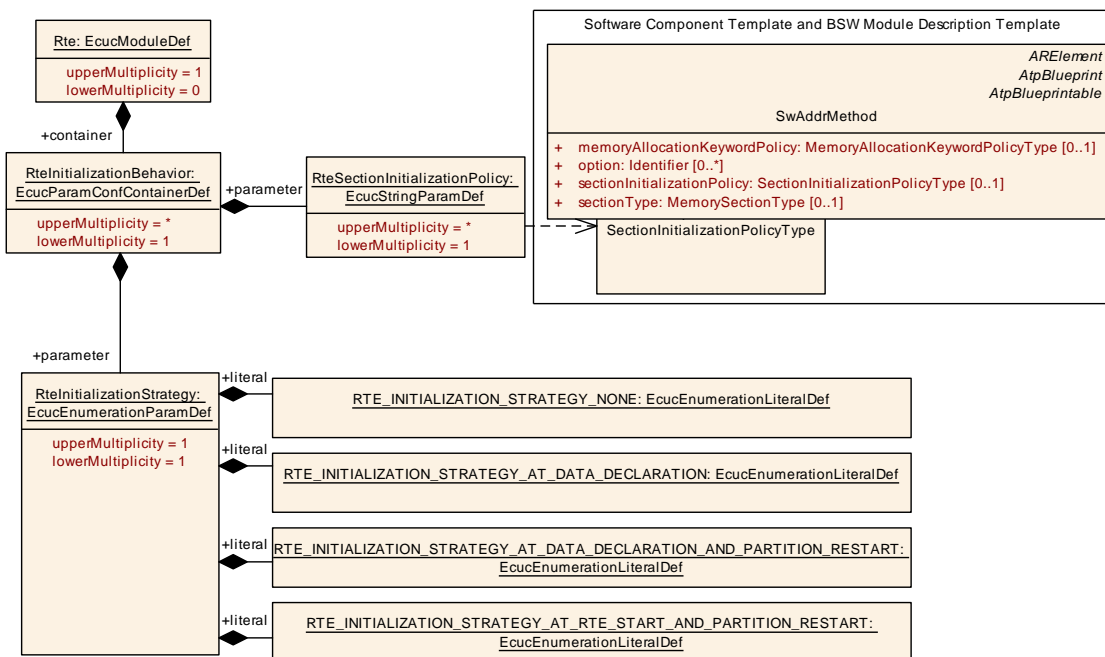 Software Component Template and BSW Module Description Template
Rte: EcucModuleDef
upperMultiplicity = 1
lowerMultiplicity = 0
ARElement
AtpBlueprint
AtpBlueprintable
SwAddrMethod
+ memoryAllocationKeywordPolicy: MemoryAllocationKeywordPolicyType [0..1]
+ option: Identifier [0..*]
+ sectionInitializationPolicy: SectionInitializationPolicyType [0..1]
+ sectionType: MemorySectionType [0..1]
SectionInitializationPolicyType
+container
RteInitializationBehavior:
EcucParamConfContainerDef
upperMultiplicity = *
lowerMultiplicity = 1
+parameter
RteSectionInitializationPolicy:
EcucStringParamDef
upperMultiplicity = *
lowerMultiplicity = 1
+parameter
RteInitializationStrategy:
EcucEnumerationParamDef
upperMultiplicity = 1
lowerMultiplicity = 1
+literal
RTE_INITIALIZATION_STRATEGY_NONE: EcucEnumerationLiteralDef
+literal
RTE_INITIALIZATION_STRATEGY_AT_DATA_DECLARATION: EcucEnumerationLiteralDef
+literal
RTE_INITIALIZATION_STRATEGY_AT_DATA_DECLARATION_AND_PARTITION_RESTART:
EcucEnumerationLiteralDef
+literal
RTE_INITIALIZATION_STRATEGY_AT_RTE_START_AND_PARTITION_RESTART:
EcucEnumerationLiteralDef